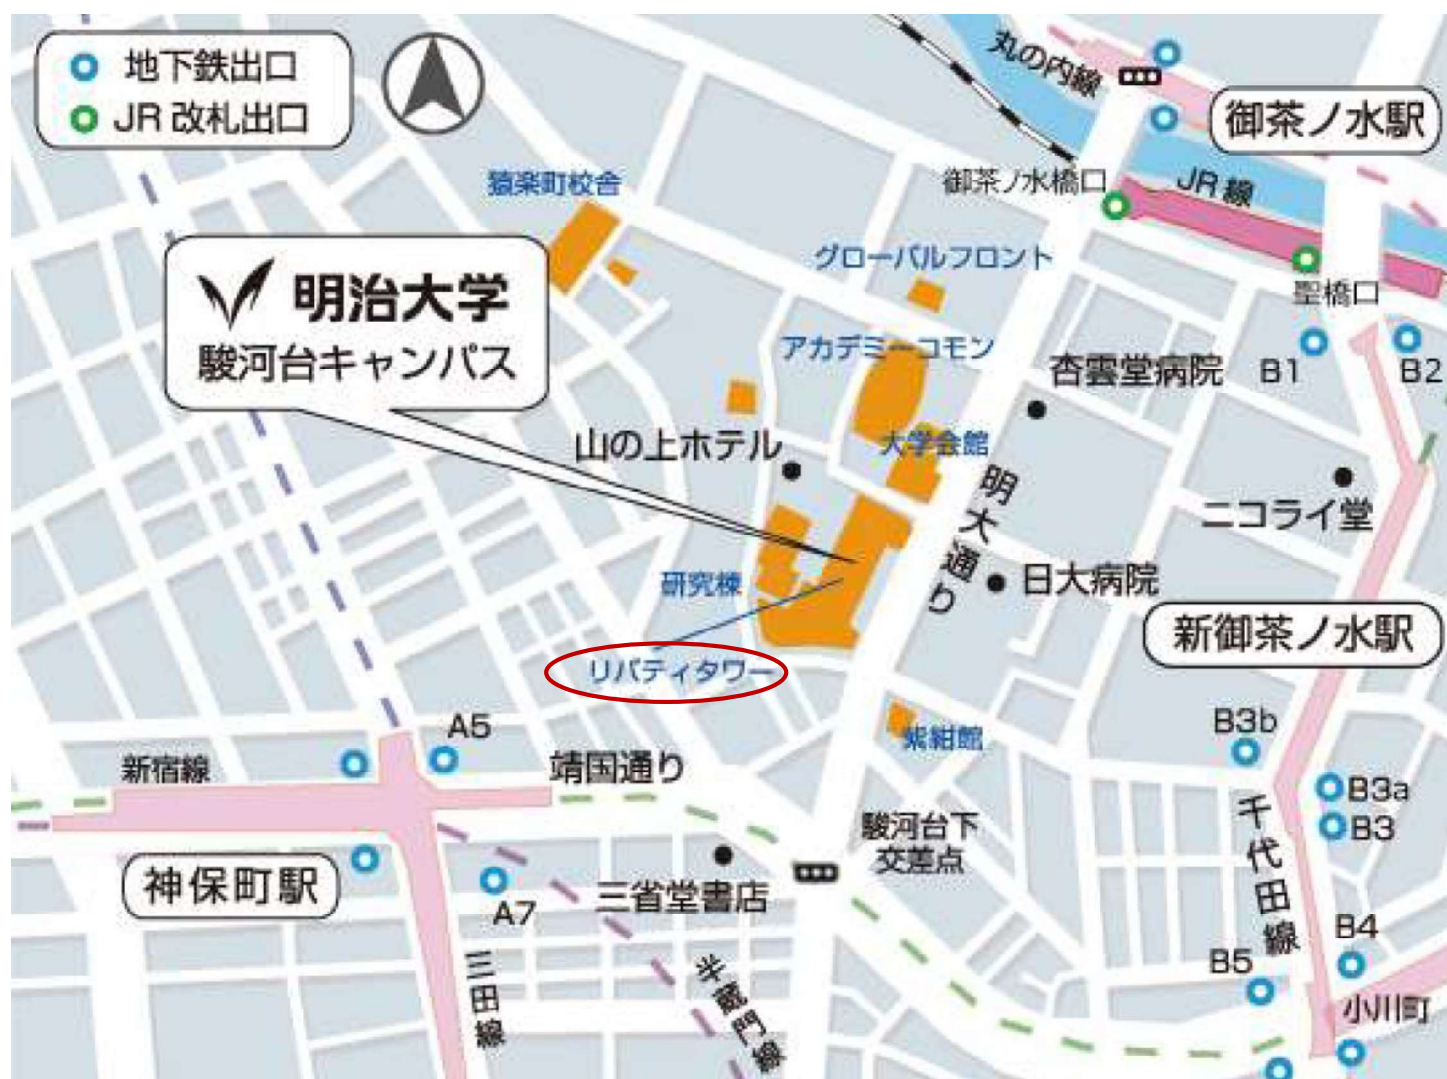 地下鉄出口
JR 改札出口
丸の内線
御茶ノ水駅
御茶ノ水橋口
JR 線
聖橋口
猿楽町校舎
グローバルフロント
明治大学
駿河台キャンパス
アカデミーコモン
杏雲堂病院
B1
B2
山の上ホテル
大学会館
明大通り
ニコライ堂
研究棟
日大病院
リバティタワー
新御茶ノ水駅
紫紺館
A5
B3b
新宿線
靖国通り
B3a
B3
駿河台下
交差点
千代田線
神保町駅
A7
三省堂書店
B4
B5
三田線
半蔵門線
小川町